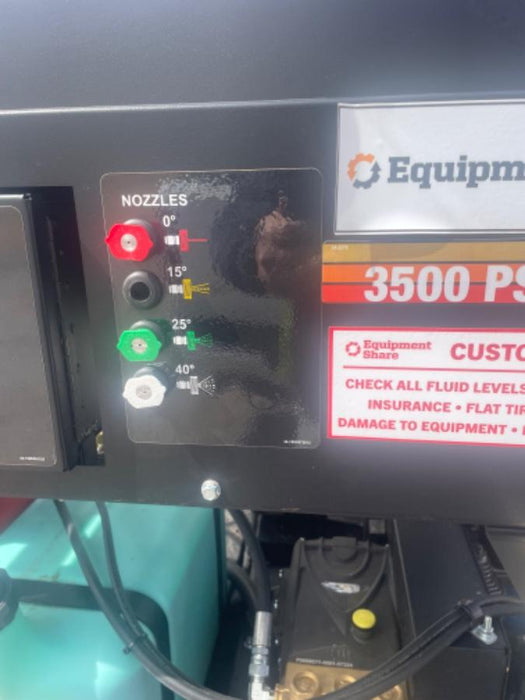 NOZZLES
0°
15°
25°
40°
Equipm
3500 PS
Equipment
Share
CUSTO
CHECK ALL FLUID LEVELS
INSURANCE • FLAT TIR
DAMAGE TO EQUIPMENT •